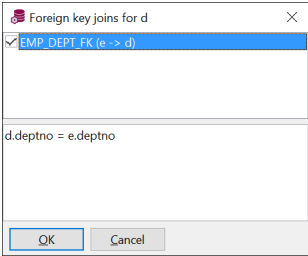 Foreign key joins for d
EMP_DEPT_FK (e -> d)
d.deptno = e.deptno
OK
Cancel